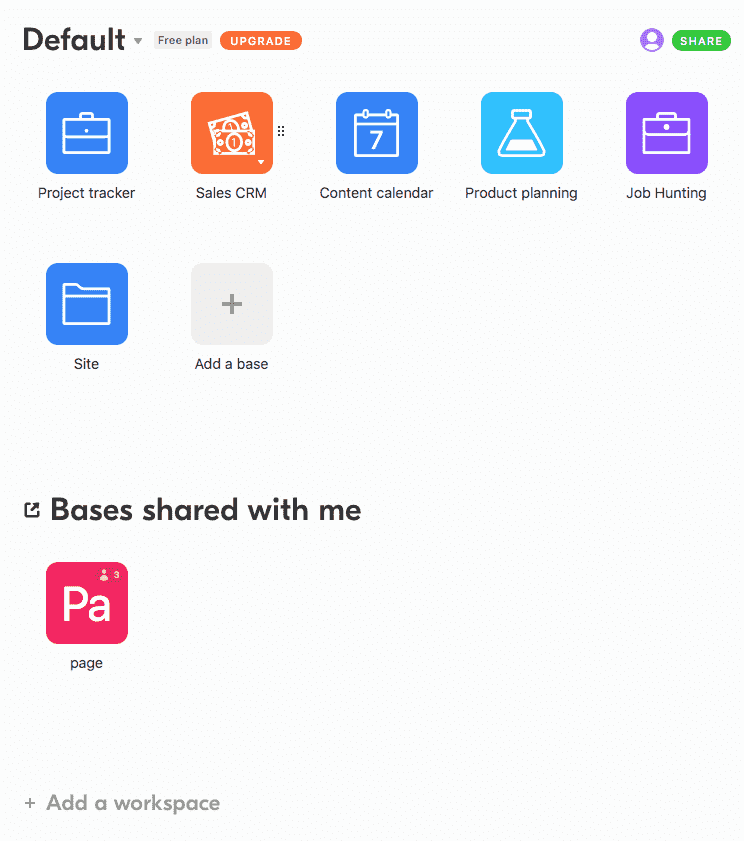 Default Free plan UPGRADE SHARE
1
7
Project tracker Sales CRM Content calendar Product planning Job Hunting
Site Add a base
Bases shared with me
3
Pa
page
+ Add a workspace